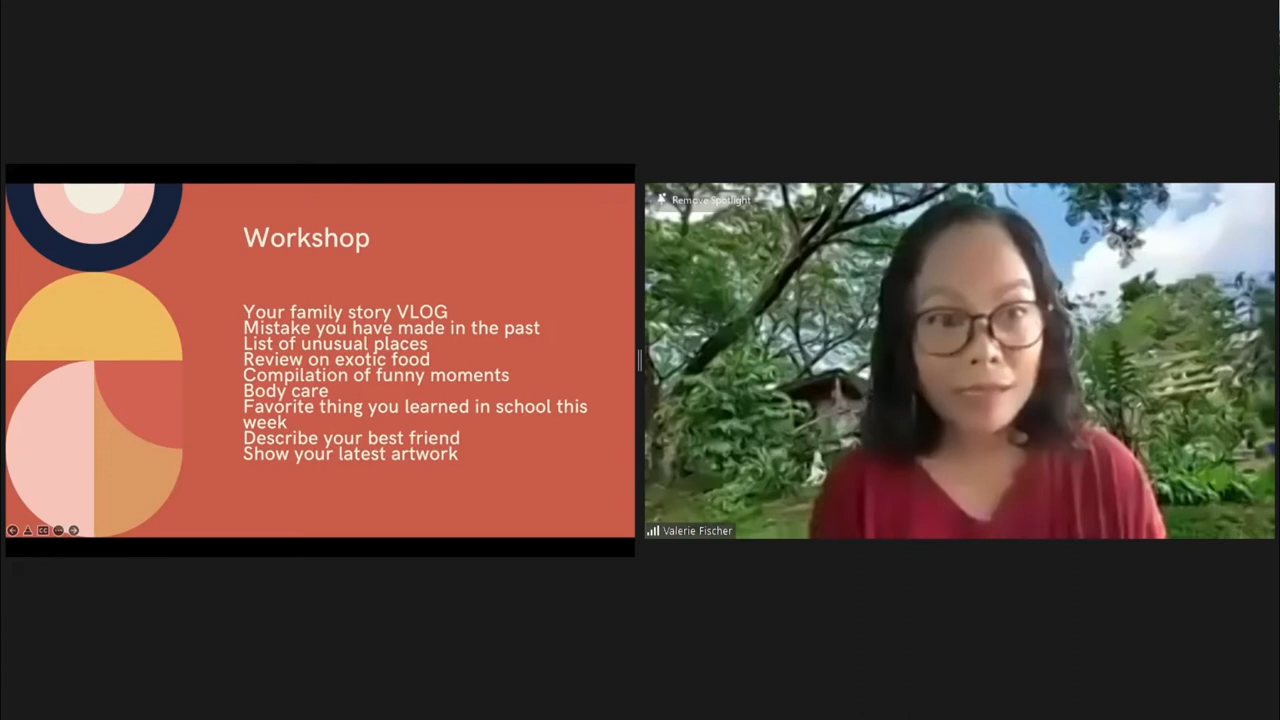 Workshop
Your family story VLOG
Mistake you have made in the past
List of unusual places
Review on exotic food
Compilation of funny moments
Body care
Favorite thing you learned in school this
week
Describe your best friend
Show your latest artwork
Remove Spotlight
Valerie Fischer